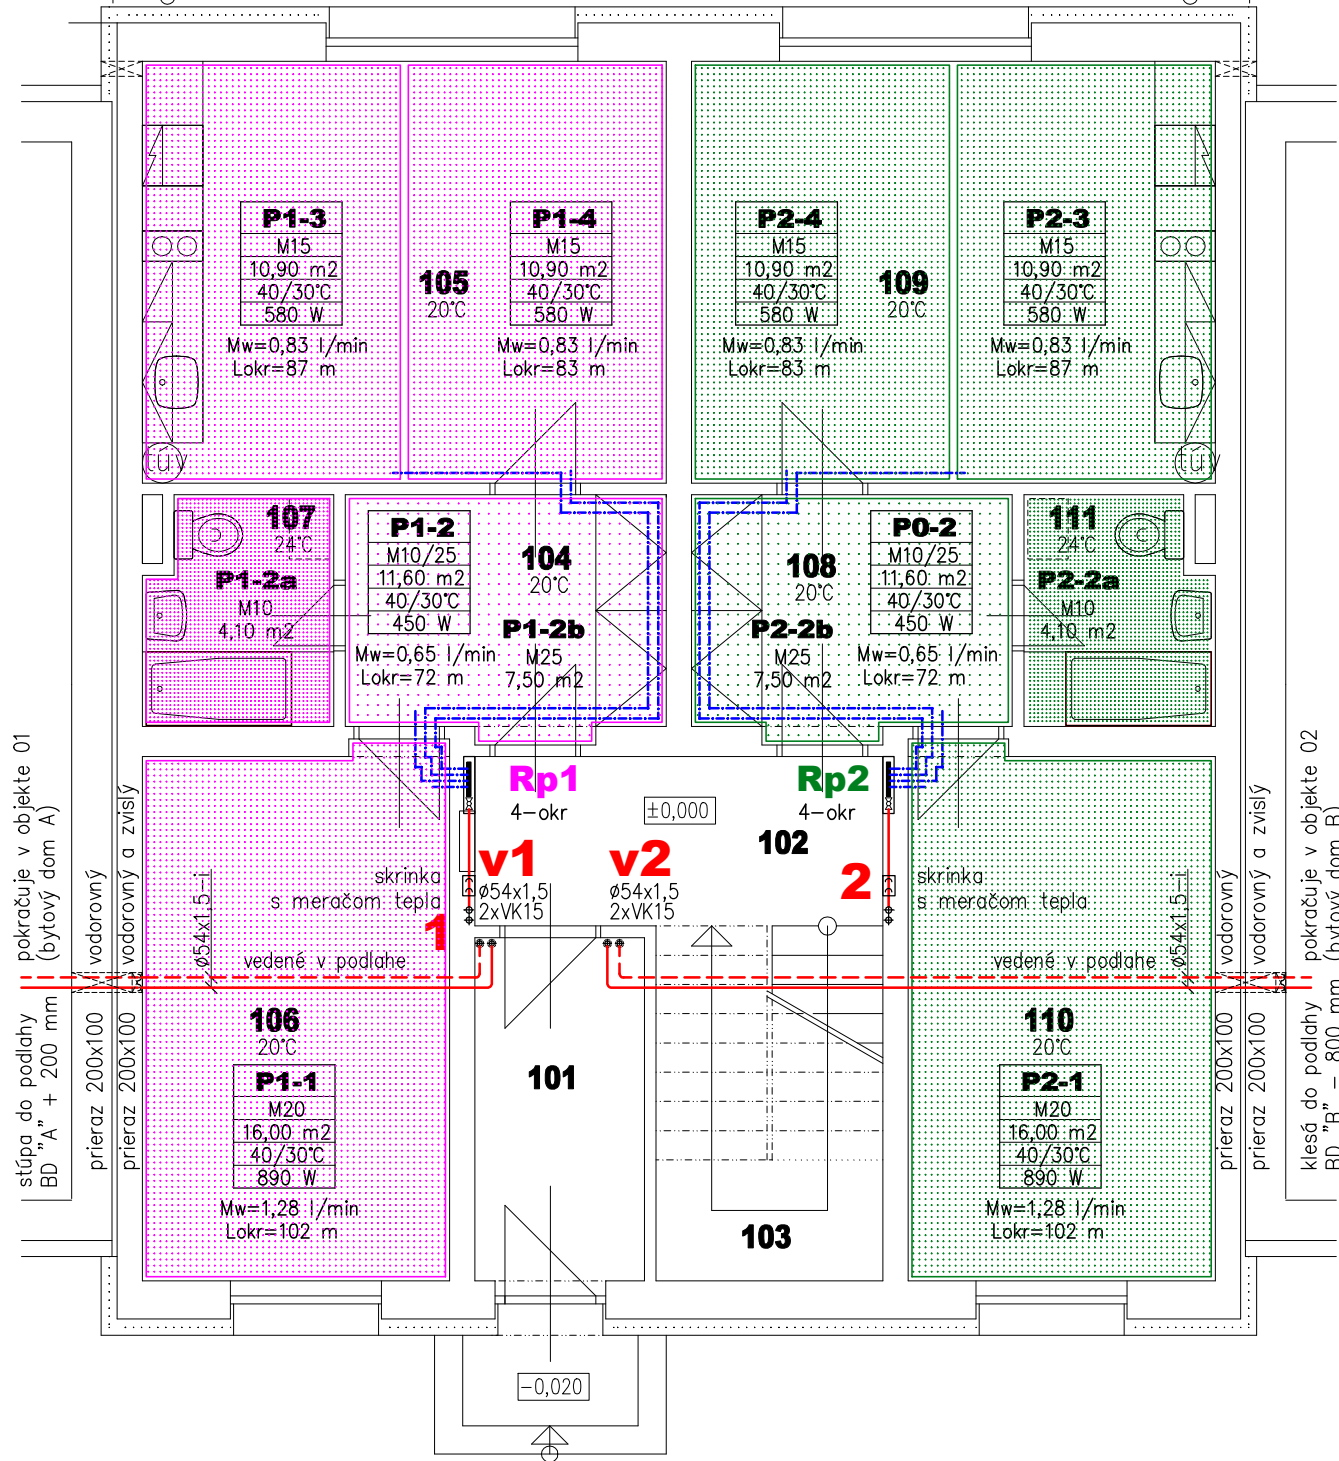 P1-3
M15
10,90 m2
40/30°C
580 W
Mw=0,83 l/min
Lokr=87 m
105
20°C
P1-4
M15
10,90 m2
40/30°C
580 W
Mw=0,83 l/min
Lokr=83 m
P2-4
M15
10,90 m2
40/30°C
580 W
Mw=0,83 l/min
Lokr=83 m
109
20°C
P2-3
M15
10,90 m2
40/30°C
580 W
Mw=0,83 l/min
Lokr=87 m
túv
túv
107
24°C
P1-2a
M10
4,10 m2
P1-2
M10/25
11,60 m2
40/30°C
450 W
Mw=0,65 l/min
Lokr=72 m
104
20°C
P1-2b
M25
7,50 m2
108
20°C
P2-2b
M25
7,50 m2
P0-2
M10/25
11,60 m2
40/30°C
450 W
Mw=0,65 l/min
Lokr=72 m
111
24°C
P2-2a
M10
4,10 m2
Rp1
4-okr
±0,000
Rp2
4-okr
102
v1
ø54x1,5
2xVK15
v2
ø54x1,5
2xVK15
skrinka
s meračom tepla
1
2
skrinka
s meračom tepla
ø54x1,5-i
vedené v podlahe
vedené v podlahe
ø54x1,5-i
106
20°C
P1-1
M20
16,00 m2
40/30°C
890 W
Mw=1,28 l/min
Lokr=102 m
101
103
110
20°C
P2-1
M20
16,00 m2
40/30°C
890 W
Mw=1,28 l/min
Lokr=102 m
-0,020
pokračuje v objekte 01
(bytový dom A)
stúpa do podlahy
BD "A" + 200 mm
vodorovný
vodorovný a zvislý
prieraz 200x100
prieraz 200x100
vodorovný
vodorovný a zvislý
prieraz 200x100
prieraz 200x100
pokračuje v objekte 02
(bytový dom B)
klesá do podlahy
BD "B" - 800 mm